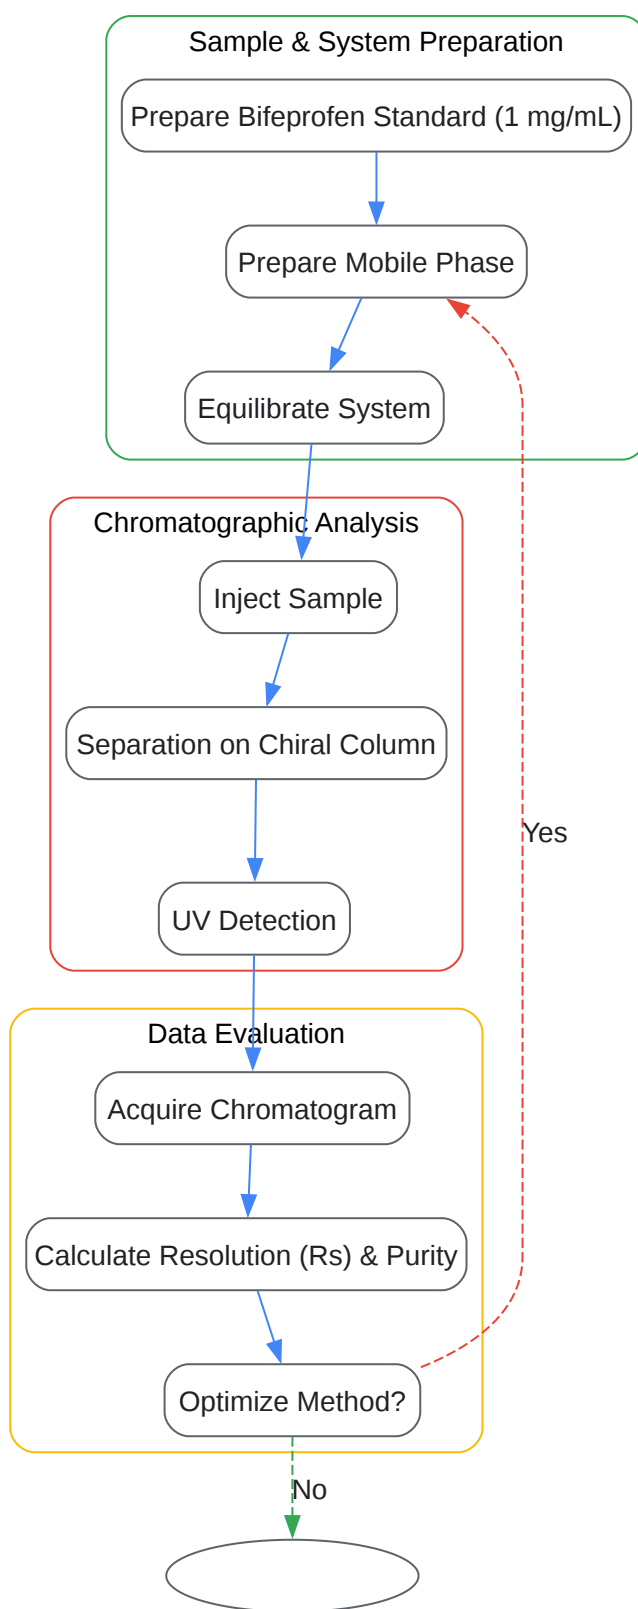 Sample & System Preparation
Prepare Bifeprofen Standard (1 mg/mL)
Prepare Mobile Phase
Equilibrate System
Chromatographic Analysis
Inject Sample
Separation on Chiral Column
Yes
UV Detection
Data Evaluation
Acquire Chromatogram
Calculate Resolution (Rs) & Purity
Optimize Method?
No